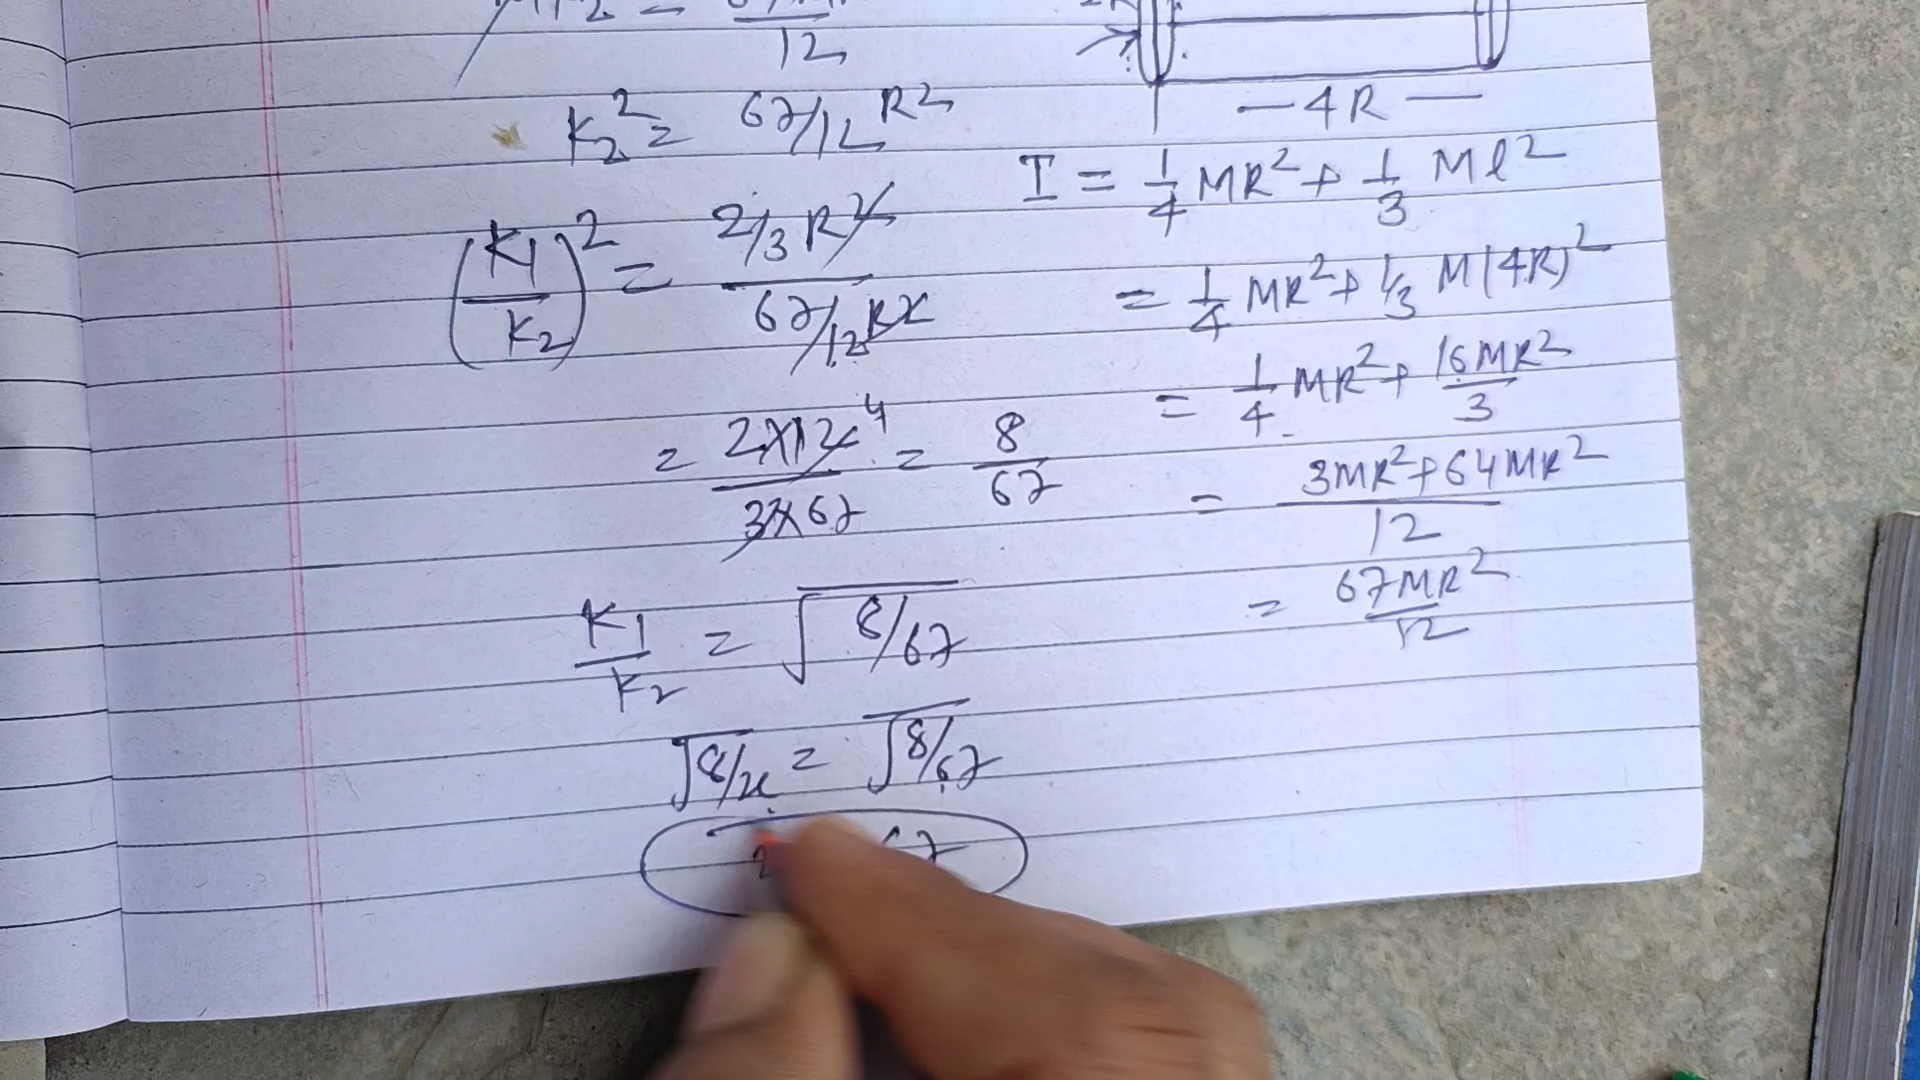 12
K₂² = 67/12 R²
(K₁/K₂)² = 2/3 R² / 67/12 R²
= 2×12 4 / 3×67 = 8/67
K₁/K₂ = √8/67
√8/x = √8/67
67
— 4R —
I = 1/4 MR² + 1/3 Ml²
= 1/4 MR² + 1/3 M(4R)²
= 1/4 MR² + 16MR²/3
= 3MR² + 64MR² / 12
= 67MR²/12